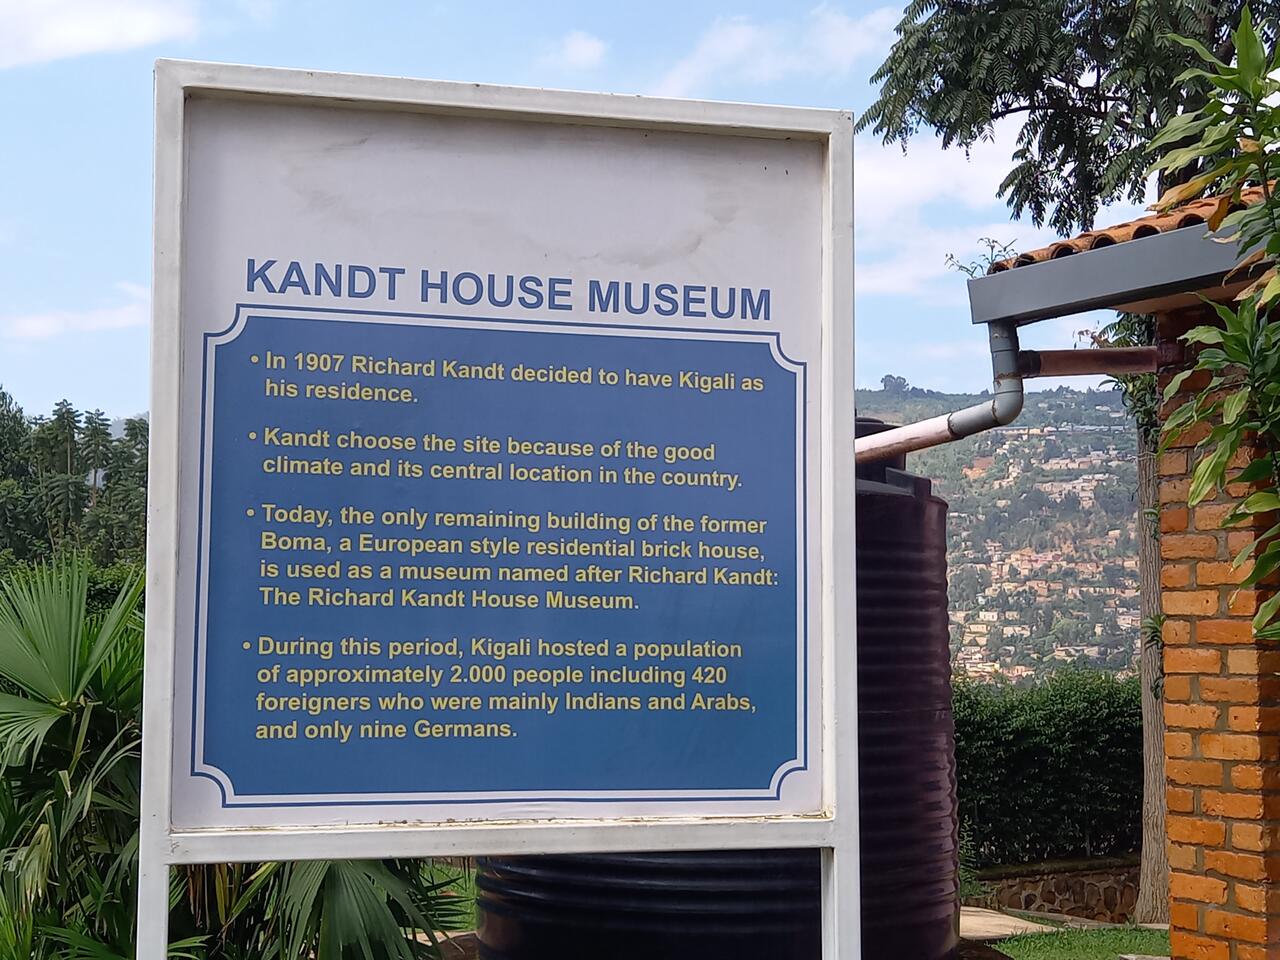 KANDT HOUSE MUSEUM
• In 1907 Richard Kandt decided to have Kigali as
his residence.
• Kandt choose the site because of the good
climate and its central location in the country.
• Today, the only remaining building of the former
Boma, a European style residential brick house,
is used as a museum named after Richard Kandt:
The Richard Kandt House Museum.
• During this period, Kigali hosted a population
of approximately 2.000 people including 420
foreigners who were mainly Indians and Arabs,
and only nine Germans.